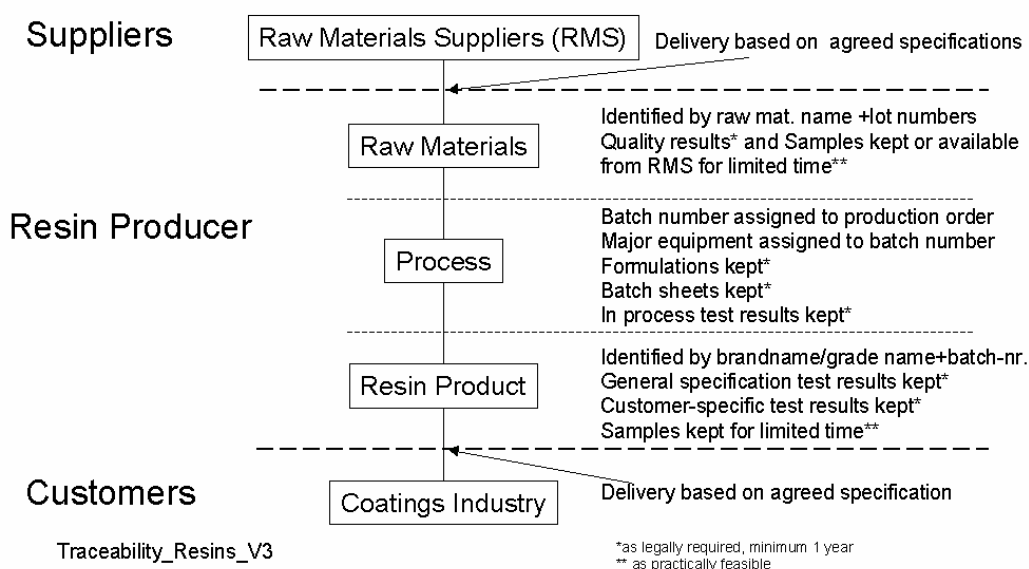 Suppliers
Raw Materials Suppliers (RMS)
Delivery based on agreed specifications
Raw Materials
Identified by raw mat. name +lot numbers
Quality results* and Samples kept or available
from RMS for limited time**
Resin Producer
Process
Batch number assigned to production order
Major equipment assigned to batch number
Formulations kept*
Batch sheets kept*
In process test results kept*
Resin Product
Identified by brandname/grade name+batch-nr.
General specification test results kept*
Customer-specific test results kept*
Samples kept for limited time**
Customers
Coatings Industry
Delivery based on agreed specification
Traceability_Resins_V3
*as legally required, minimum 1 year
** as practically feasible